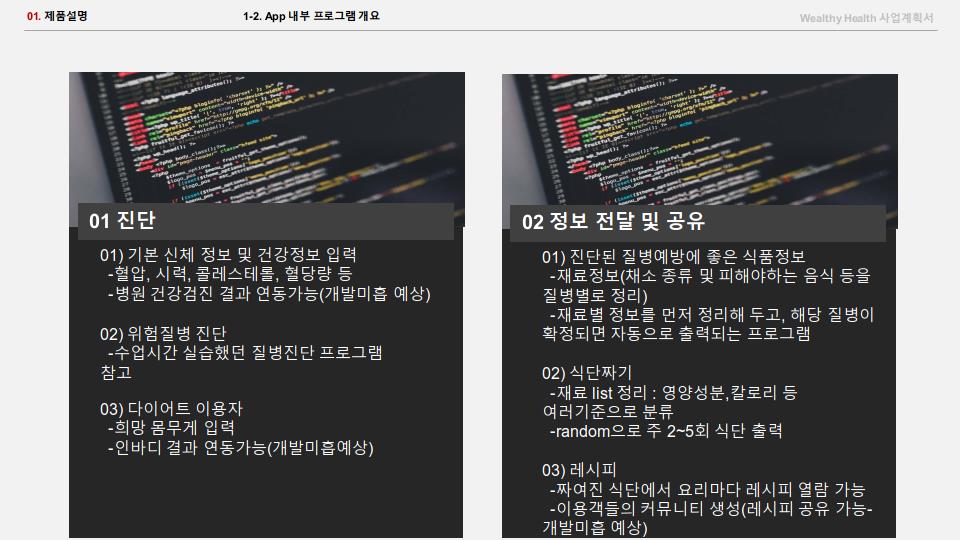 01. 제품설명
1-2. App 내부 프로그램 개요
Wealthy Health 사업계획서
01 진단
01) 기본 신체 정보 및 건강정보 입력
-혈압, 시력, 콜레스테롤, 혈당량 등
-병원 건강검진 결과 연동가능(개발미흡 예상)
02) 위험질병 진단
-수업시간 실습했던 질병진단 프로그램
참고
03) 다이어트 이용자
-희망 몸무게 입력
-인바디 결과 연동가능(개발미흡예상)
02 정보 전달 및 공유
01) 진단된 질병예방에 좋은 식품정보
-재료정보(채소 종류 및 피해야하는 음식 등을
질병별로 정리)
-재료별 정보를 먼저 정리해 두고, 해당 질병이
확정되면 자동으로 출력되는 프로그램
02) 식단짜기
-재료 list 정리 : 영양성분,칼로리 등
여러기준으로 분류
-random으로 주 2~5회 식단 출력
03) 레시피
-짜여진 식단에서 요리마다 레시피 열람 가능
-이용객들의 커뮤니티 생성(레시피 공유 가능-
개발미흡 예상)